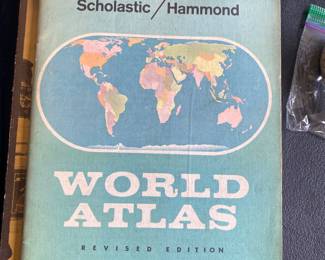 Scholastic/Hammond
WORLD
ATLAS
REVISED EDITION